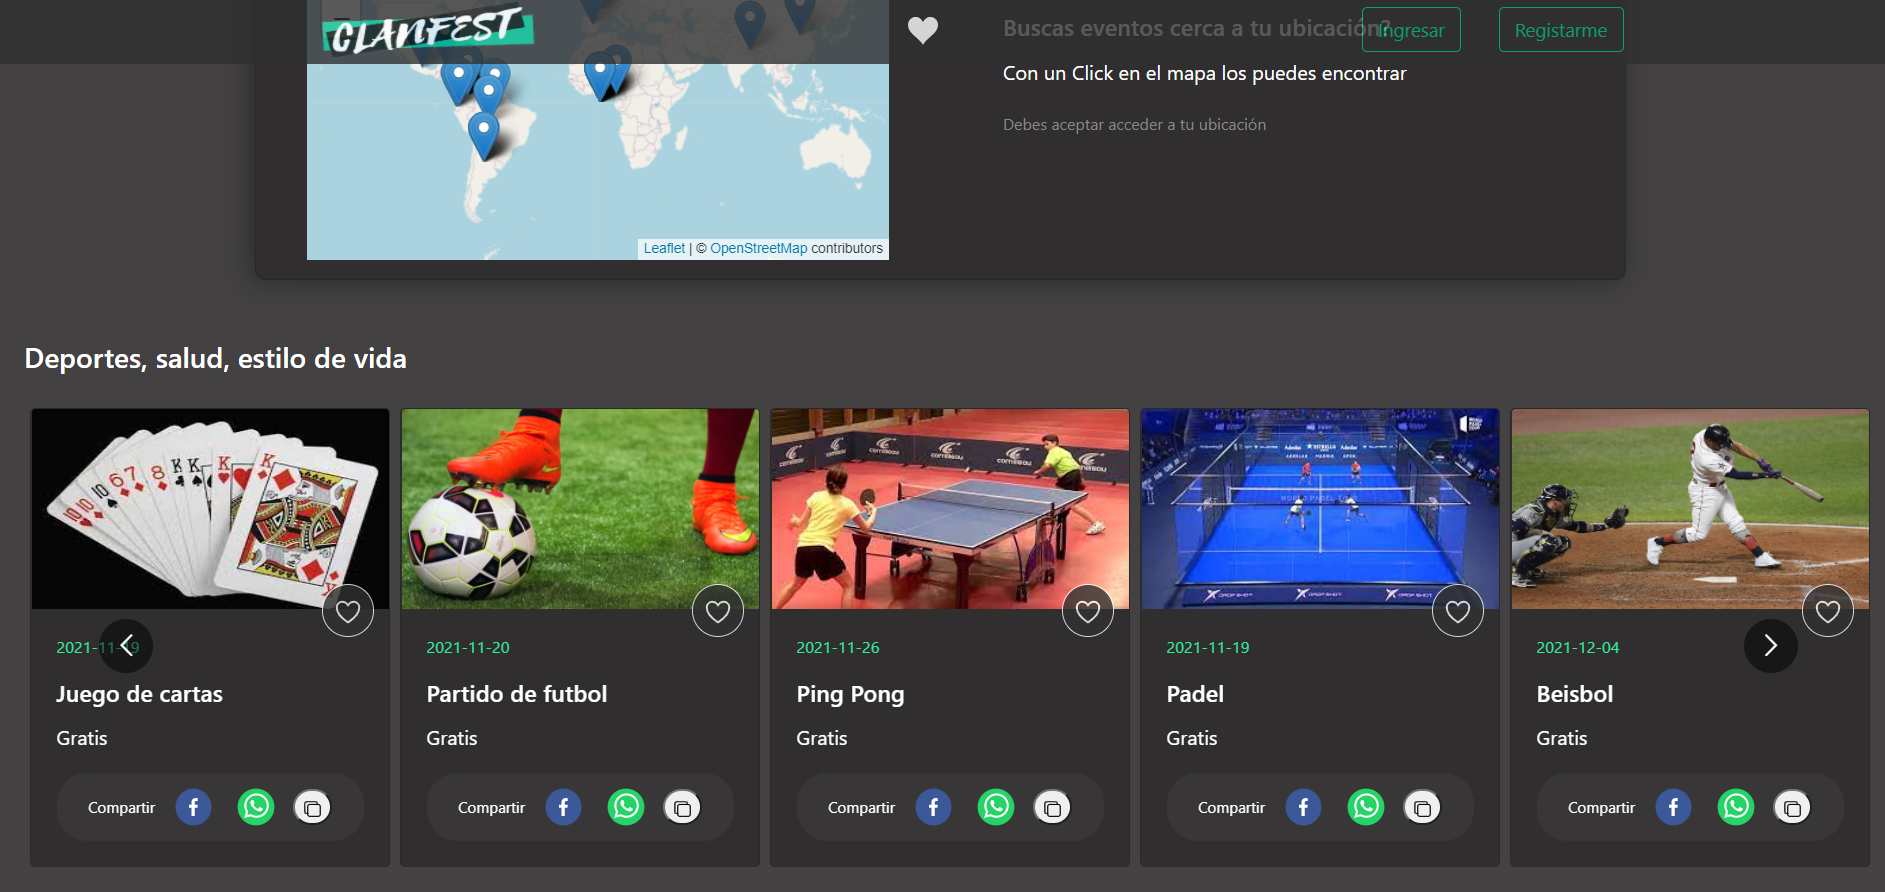 CLANFEST
Buscas eventos cerca a tu ubicación?
Ingresar
Registarme
Con un Click en el mapa los puedes encontrar
Debes aceptar acceder a tu ubicación
Leaflet | © OpenStreetMap contributors
Deportes, salud, estilo de vida
2021-11-19
Juego de cartas
Gratis
Compartir
2021-11-20
Partido de futbol
Gratis
Compartir
2021-11-26
Ping Pong
Gratis
Compartir
2021-11-19
Padel
Gratis
Compartir
2021-12-04
Beisbol
Gratis
Compartir